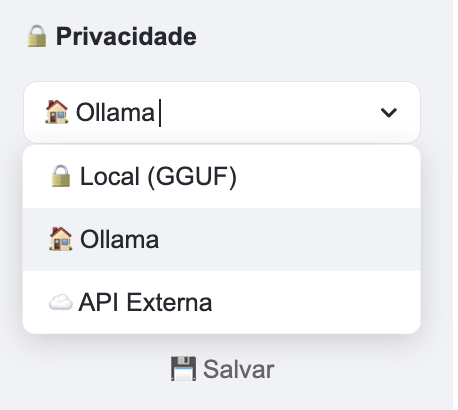 🔒 Privacidade
🏠 Ollama
🔒 Local (GGUF)
🏠 Ollama
☁️ API Externa
💾 Salvar